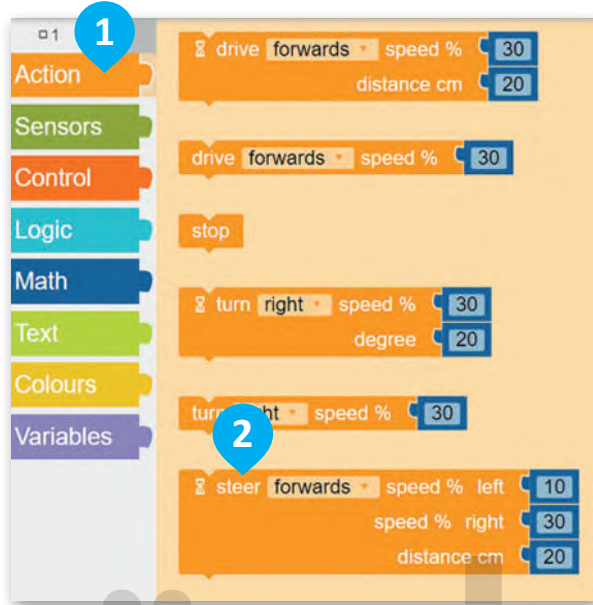 1
1
Action
Sensors
Control
Logic
Math
Text
Colours
Variables
drive forwards speed % 30
distance cm 20
drive forwards speed % 30
stop
turn right speed % 30
degree 20
speed % 30
2
steer forwards speed % left 10
speed % right 30
distance cm 20